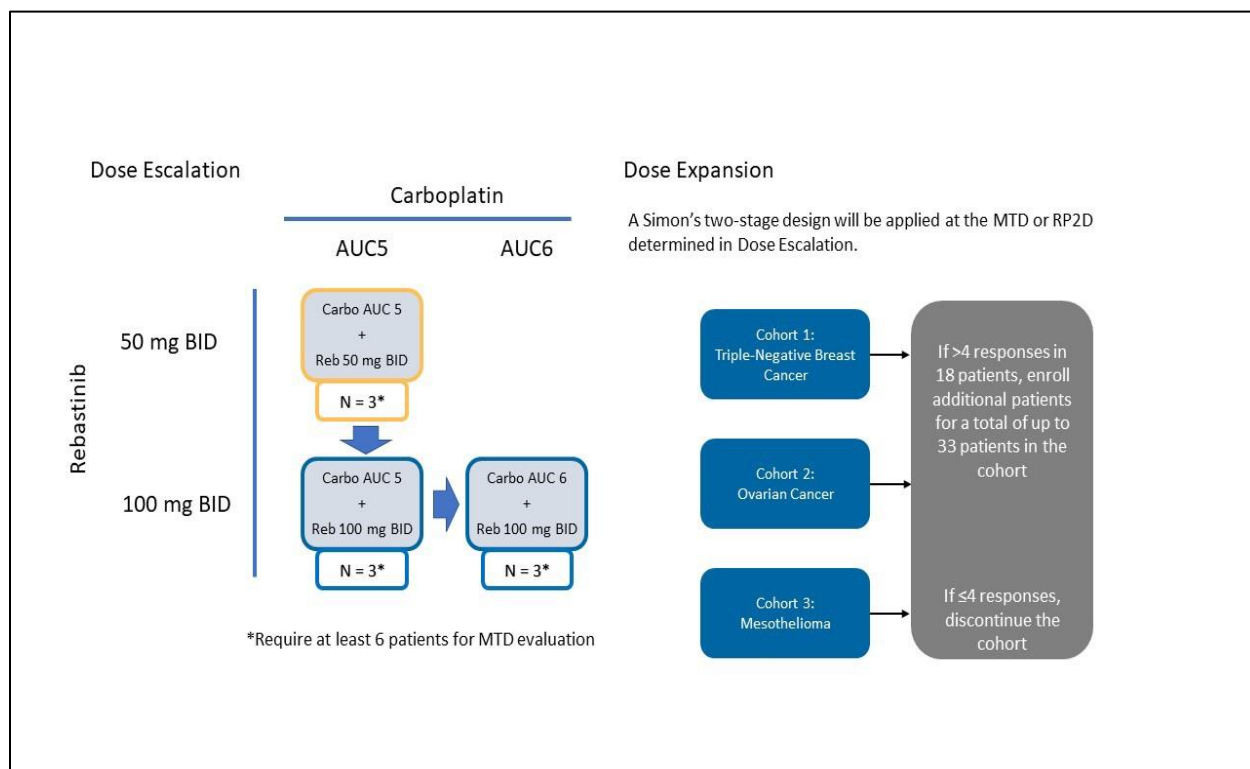 Dose Escalation
Carboplatin
AUC5
AUC6
Rebastinib
50 mg BID
Carbo AUC 5
+
Reb 50 mg BID
N = 3*
100 mg BID
Carbo AUC 5
+
Reb 100 mg BID
N = 3*
Carbo AUC 6
+
Reb 100 mg BID
N = 3*
*Require at least 6 patients for MTD evaluation
Dose Expansion
A Simon’s two-stage design will be applied at the MTD or RP2D
determined in Dose Escalation.
Cohort 1:
Triple-Negative Breast
Cancer
Cohort 2:
Ovarian Cancer
Cohort 3:
Mesothelioma
If >4 responses in
18 patients, enroll
additional patients
for a total of up to
33 patients in the
cohort
If ≤4 responses,
discontinue the
cohort